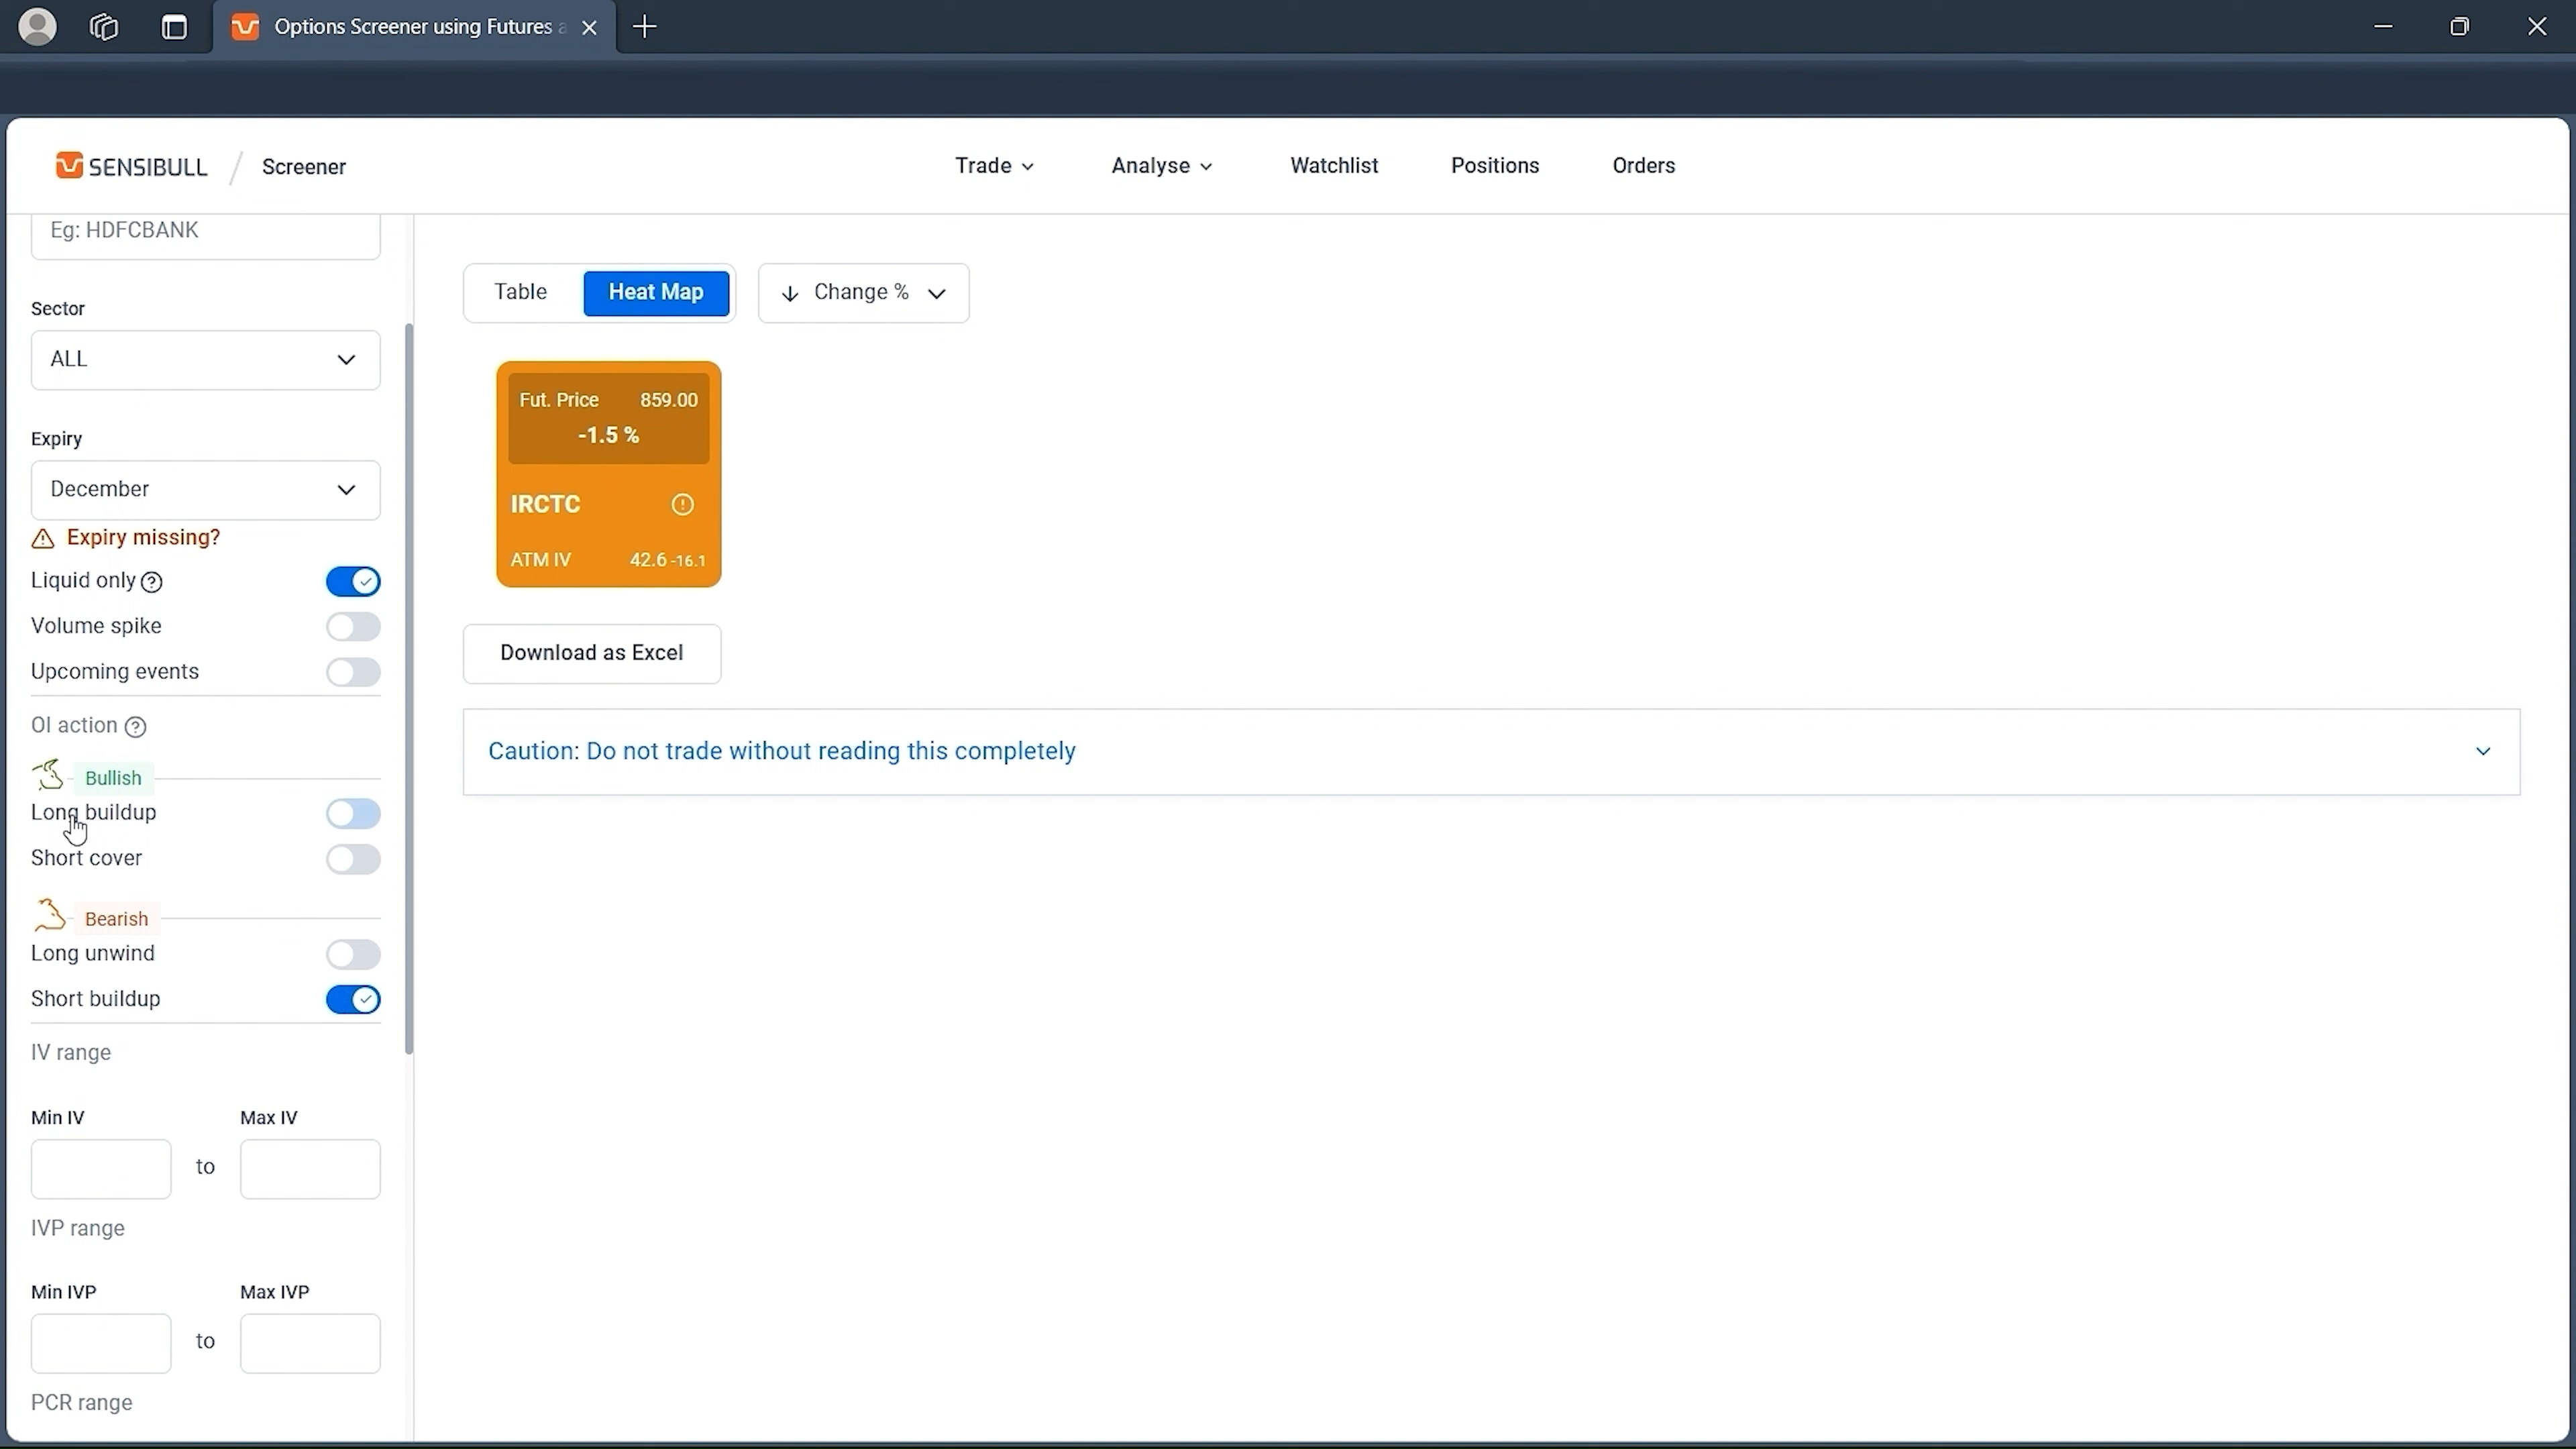 Options Screener using Futures a
SENSIBULL / Screener
Trade
Analyse
Watchlist
Positions
Orders
Eg: HDFCBANK
Sector
ALL
Expiry
December
Expiry missing?
Liquid only
Volume spike
Upcoming events
OI action
Bullish
Long buildup
Short cover
Bearish
Long unwind
Short buildup
IV range
Min IV
Max IV
to
IVP range
Min IVP
Max IVP
to
PCR range
Table
Heat Map
Change %
Fut. Price 859.00
-1.5 %
IRCTC
ATM IV 42.6 -16.1
Download as Excel
Caution: Do not trade without reading this completely